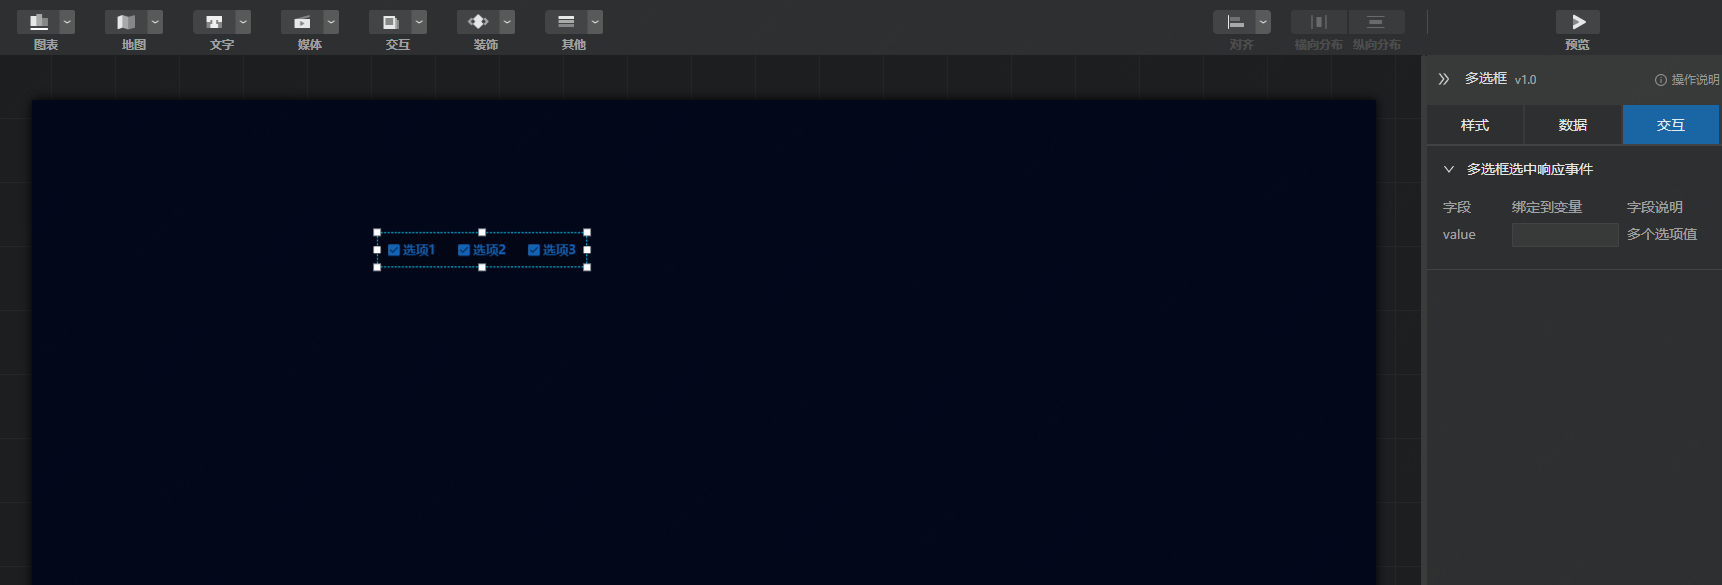 图表 地图 文字 媒体 交互 装饰 其他 对齐 横向分布 纵向分布 预览
多选框 v1.0 操作说明
样式 数据 交互
多选框选中响应事件
字段 绑定到变量 字段说明
value 多个选项值
选项1 选项2 选项3